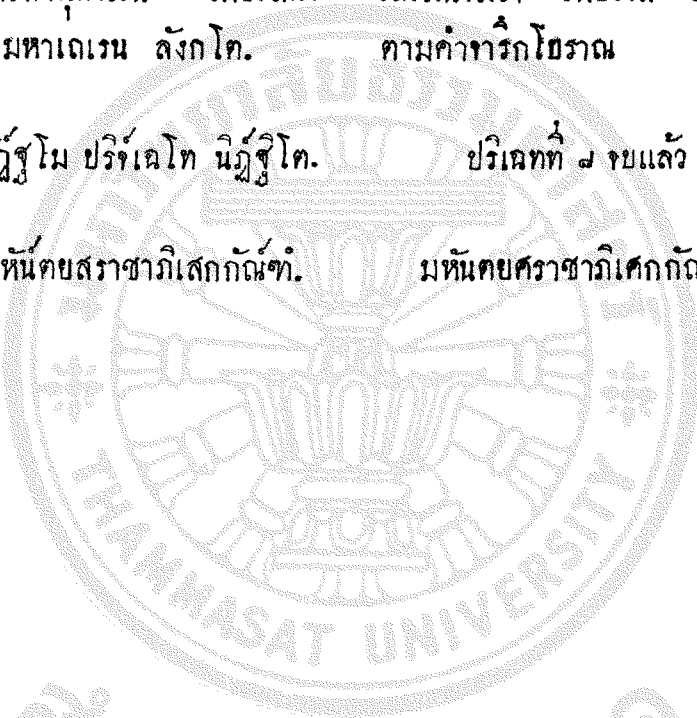 มหาเถเรน ลังกโต. ตามคำจารึกโบราณ
ปริจ์เฉโท นิฏ์ฐิโต. ปริเฉทที่ ๘ จบแล้ว
หัน์ตยสราชาภิเสกกัณ์ฑํ. มหันตยศราชาภิเศกกัณ
THAMMASAT UNIVERSITY